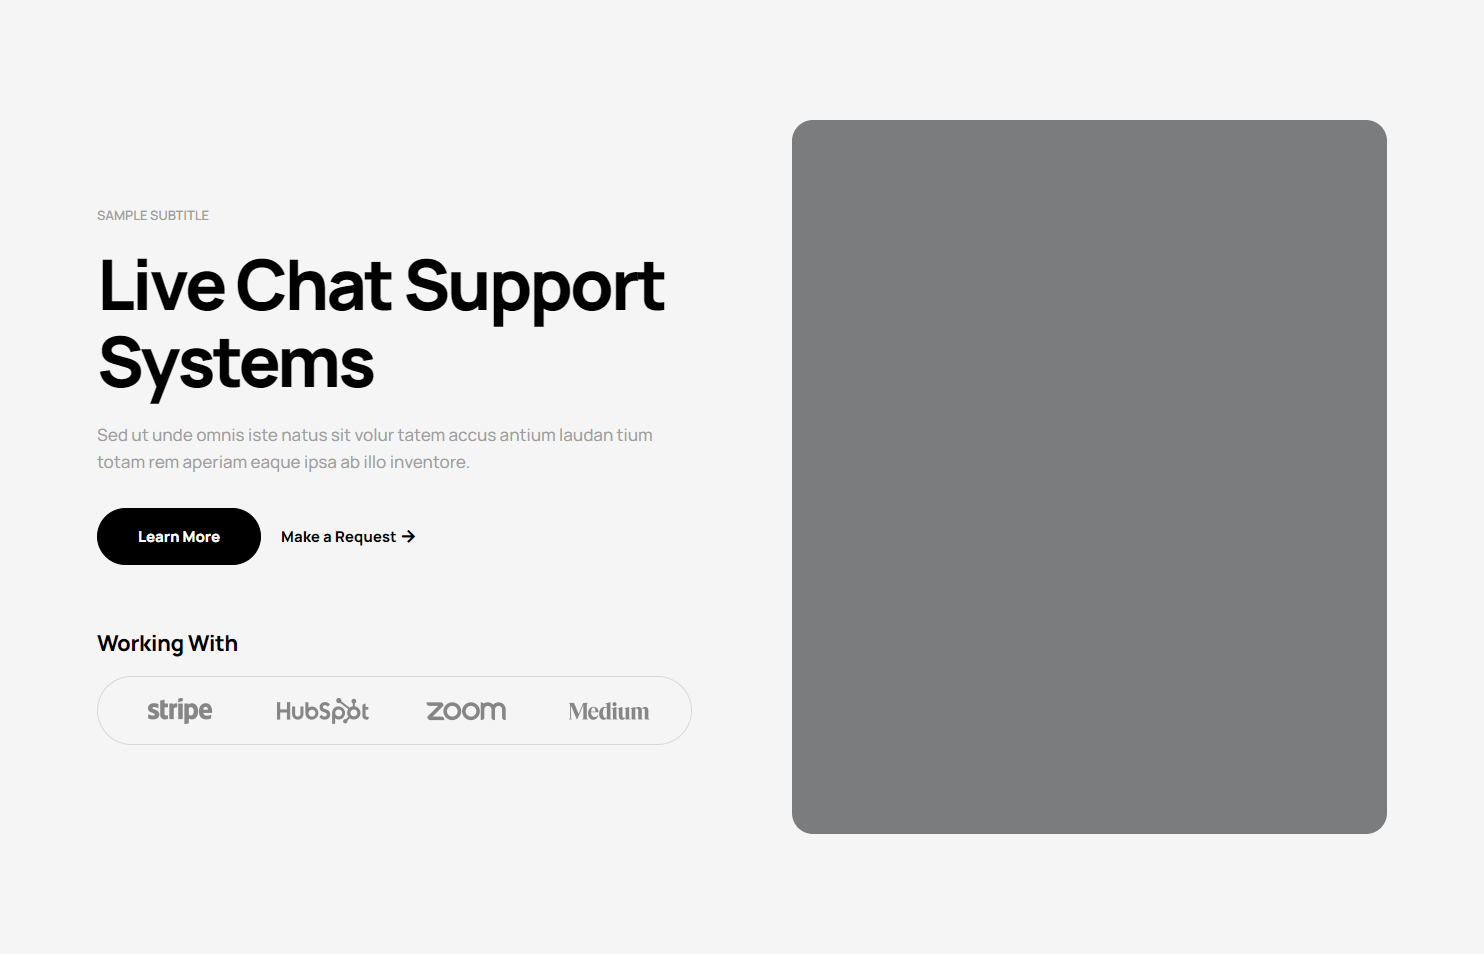 SAMPLE SUBTITLE
Live Chat Support
Systems
Sed ut unde omnis iste natus sit volur tatem accus antium laudan tium
totam rem aperiam eaque ipsa ab illo inventore.
Learn More
Make a Request →
Working With
stripe HubSpot zoom Medium